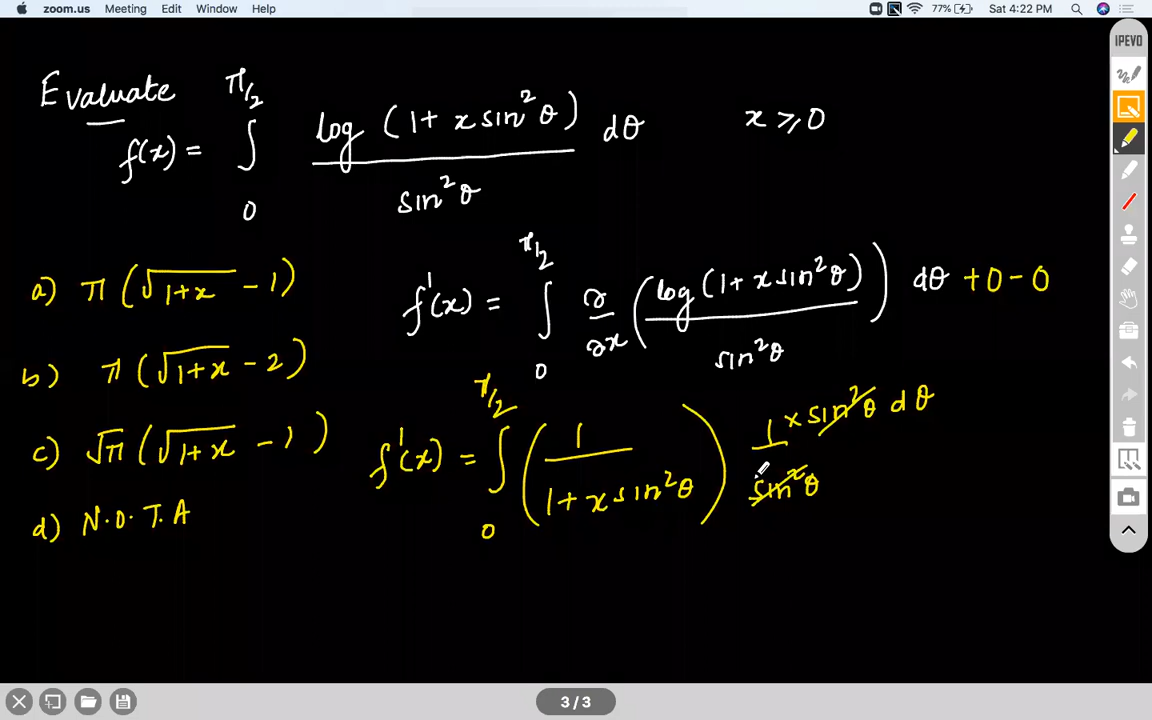 zoom.us Meeting Edit Window Help 77% Sat 4:22 PM
IPEVO
Evaluate
f(x) = ∫₀^{π/2} log (1 + x sin²θ) / sin²θ dθ x ⩾ 0
a) π (√1+x - 1)
f'(x) = ∫₀^{π/2} ∂/∂x (log (1 + x sin²θ) / sin²θ) dθ + 0 - 0
b) π (√1+x - 2)
c) √π (√1+x - 1)
f'(x) = ∫₀^{π/2} (1 / 1 + x sin²θ) 1/sin²θ × sin²θ dθ
d) N.O.T.A
3 / 3